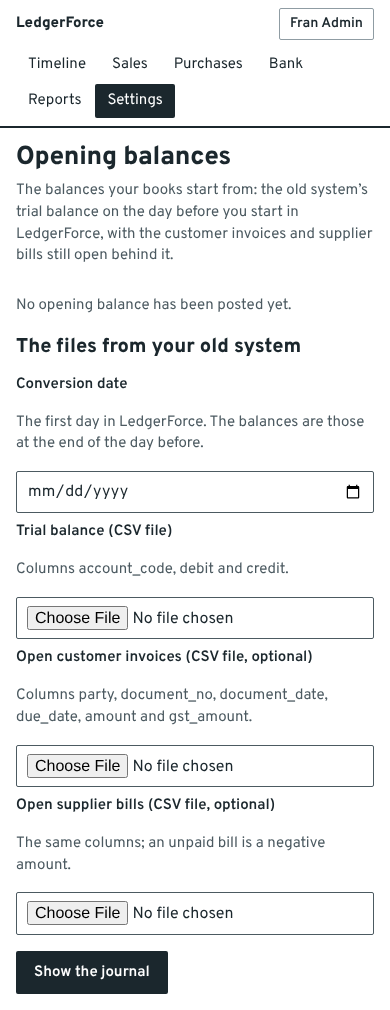 LedgerForce
Fran Admin
Timeline Sales Purchases Bank
Reports Settings
Opening balances
The balances your books start from: the old system’s
trial balance on the day before you start in
LedgerForce, with the customer invoices and supplier
bills still open behind it.
No opening balance has been posted yet.
The files from your old system
Conversion date
The first day in LedgerForce. The balances are those
at the end of the day before.
mm/dd/yyyy
Trial balance (CSV file)
Columns account_code, debit and credit.
Choose File No file chosen
Open customer invoices (CSV file, optional)
Columns party, document_no, document_date,
due_date, amount and gst_amount.
Choose File No file chosen
Open supplier bills (CSV file, optional)
The same columns; an unpaid bill is a negative
amount.
Choose File No file chosen
Show the journal